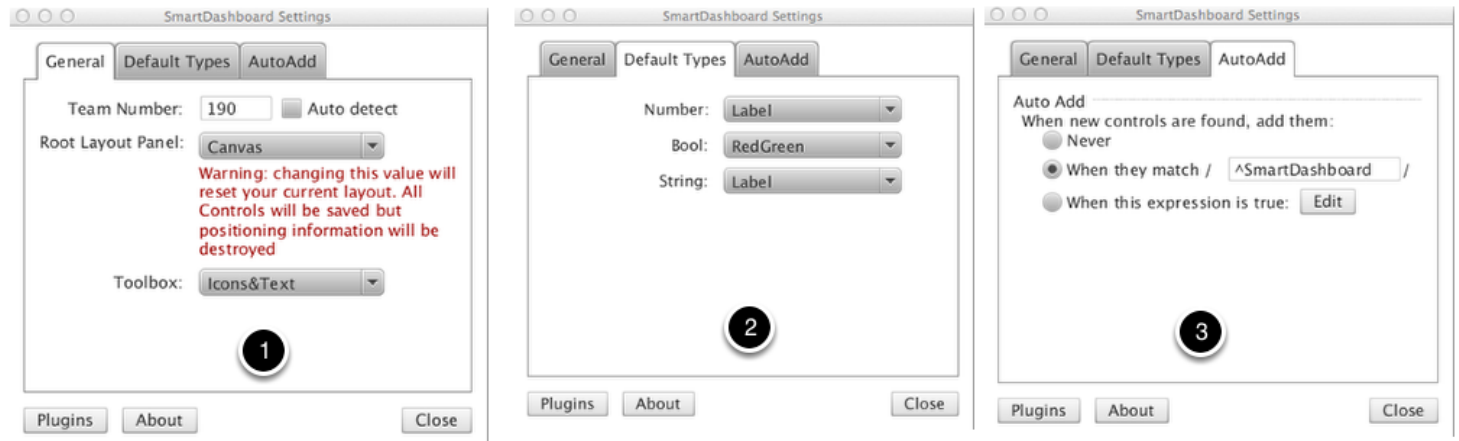 SmartDashboard Settings
General Default Types AutoAdd
Team Number: 190 Auto detect
Root Layout Panel: Canvas
Warning: changing this value will
reset your current layout. All
Controls will be saved but
positioning information will be
destroyed
Toolbox: Icons&Text
1
Plugins About Close
SmartDashboard Settings
General Default Types AutoAdd
Number: Label
Bool: RedGreen
String: Label
2
Plugins About Close
SmartDashboard Settings
General Default Types AutoAdd
Auto Add
When new controls are found, add them:
Never
When they match / ^SmartDashboard /
When this expression is true: Edit
3
Plugins About Close